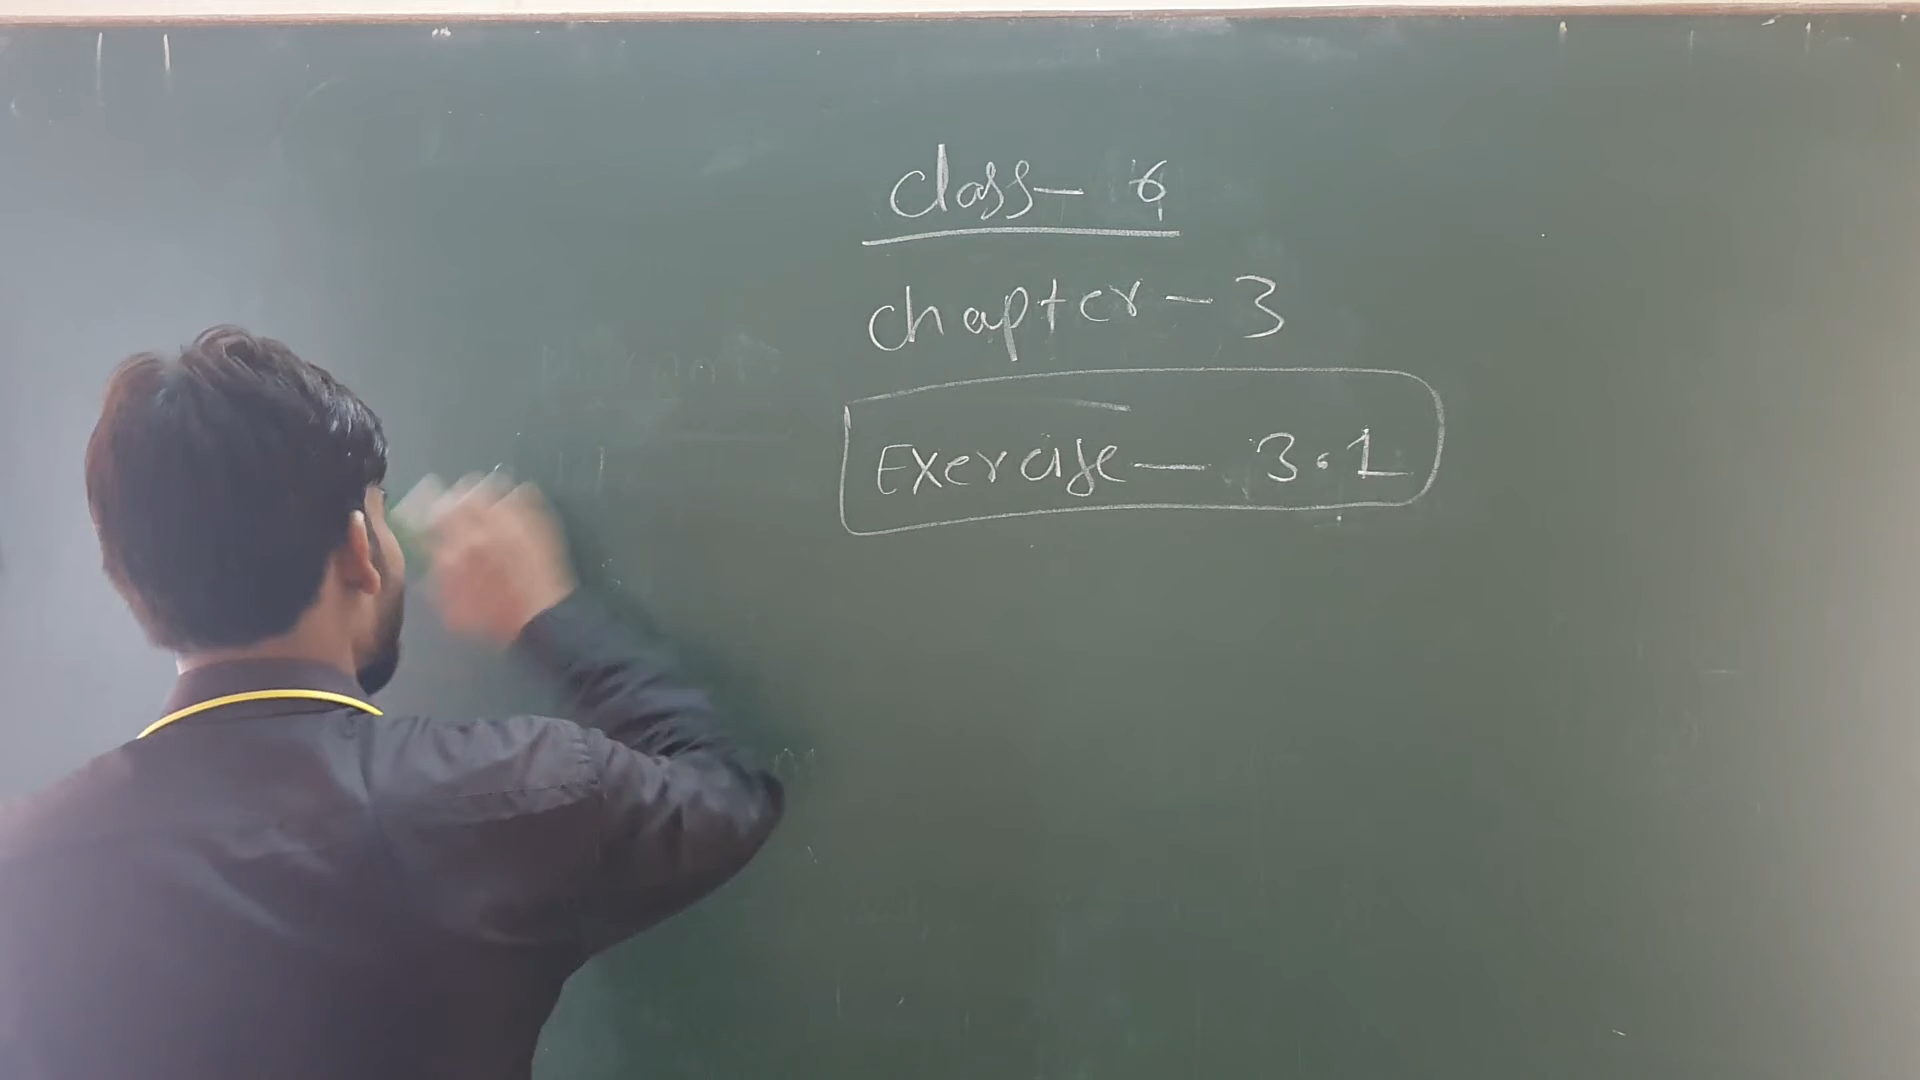 class- 6
chapter - 3
Exercise - 3.1